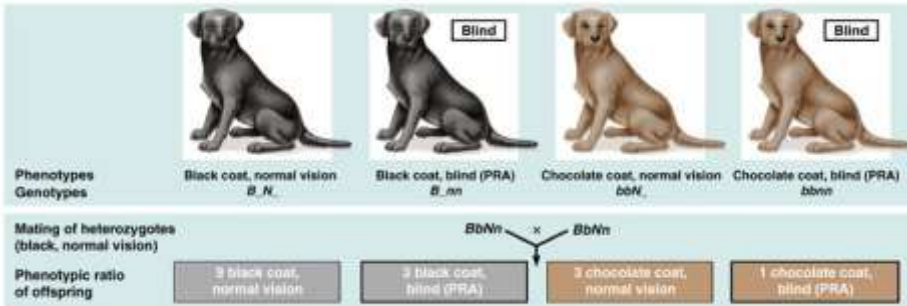 Blind
Blind
Phenotypes
Genotypes
Black coat, normal vision
B_N_
Black coat, blind (PRA)
B_nn
Chocolate coat, normal vision
bbN_
Chocolate coat, blind (PRA)
bbnn
Mating of heterozygotes
(black, normal vision)
BbNn × BbNn
Phenotypic ratio
of offspring
9 black coat,
normal vision
3 black coat,
blind (PRA)
3 chocolate coat,
normal vision
1 chocolate coat,
blind (PRA)